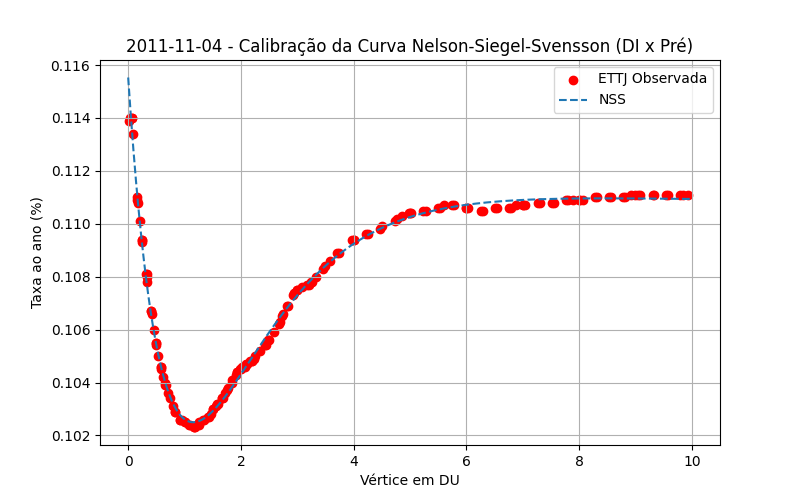 2011-11-04 - Calibração da Curva Nelson-Siegel-Svensson (DI x Pré)
ETTJ Observada
NSS
Taxa ao ano (%)
0.116
0.114
0.112
0.110
0.108
0.106
0.104
0.102
0
2
4
6
8
10
Vértice em DU